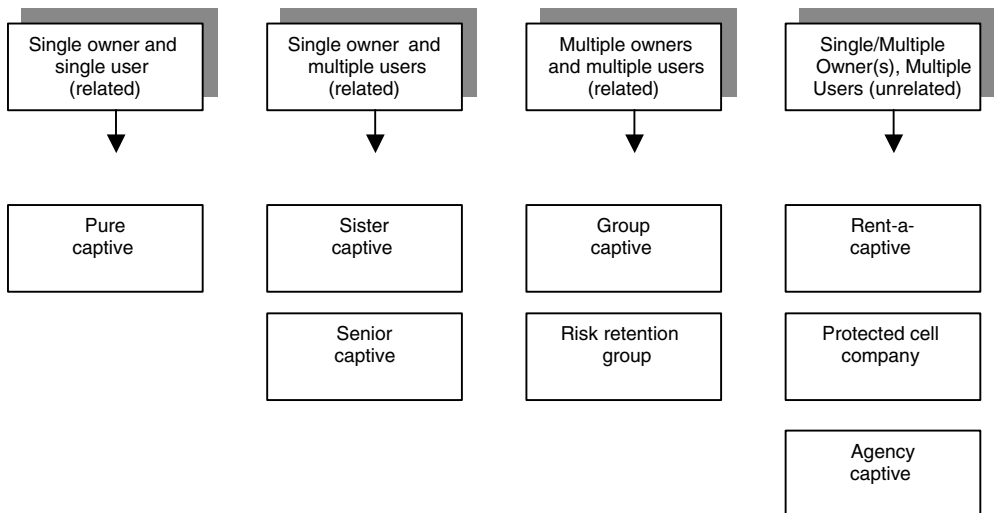 Single owner and
single user
(related)
Single owner and
multiple users
(related)
Multiple owners
and multiple users
(related)
Single/Multiple
Owner(s), Multiple
Users (unrelated)
Pure
captive
Sister
captive
Group
captive
Rent-a-
captive
Senior
captive
Risk retention
group
Protected cell
company
Agency
captive